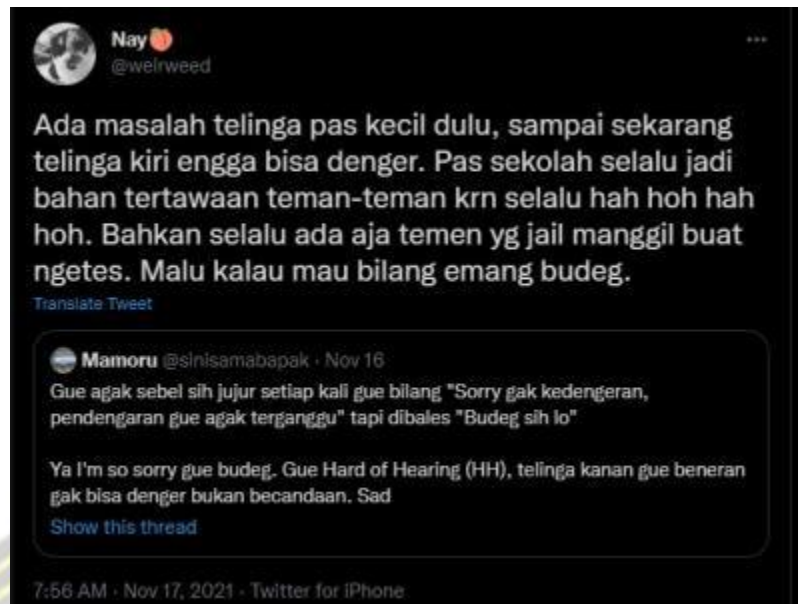 Nay🍑
@welrweed
Ada masalah telinga pas kecil dulu, sampai sekarang
telinga kiri engga bisa denger. Pas sekolah selalu jadi
bahan tertawaan teman-teman krn selalu hah hoh hah
hoh. Bahkan selalu ada aja temen yg jail manggil buat
ngetes. Malu kalau mau bilang emang budeg.
Translate Tweet
Mamoru @sinisamabapak · Nov 16
Gue agak sebel sih jujur setiap kali gue bilang "Sorry gak kedengeran,
pendengaran gue agak terganggu" tapi dibales "Budeg sih lo"
Ya I'm so sorry gue budeg. Gue Hard of Hearing (HH), telinga kanan gue beneran
gak bisa denger bukan becandaan. Sad
Show this thread
7:56 AM · Nov 17, 2021 · Twitter for iPhone